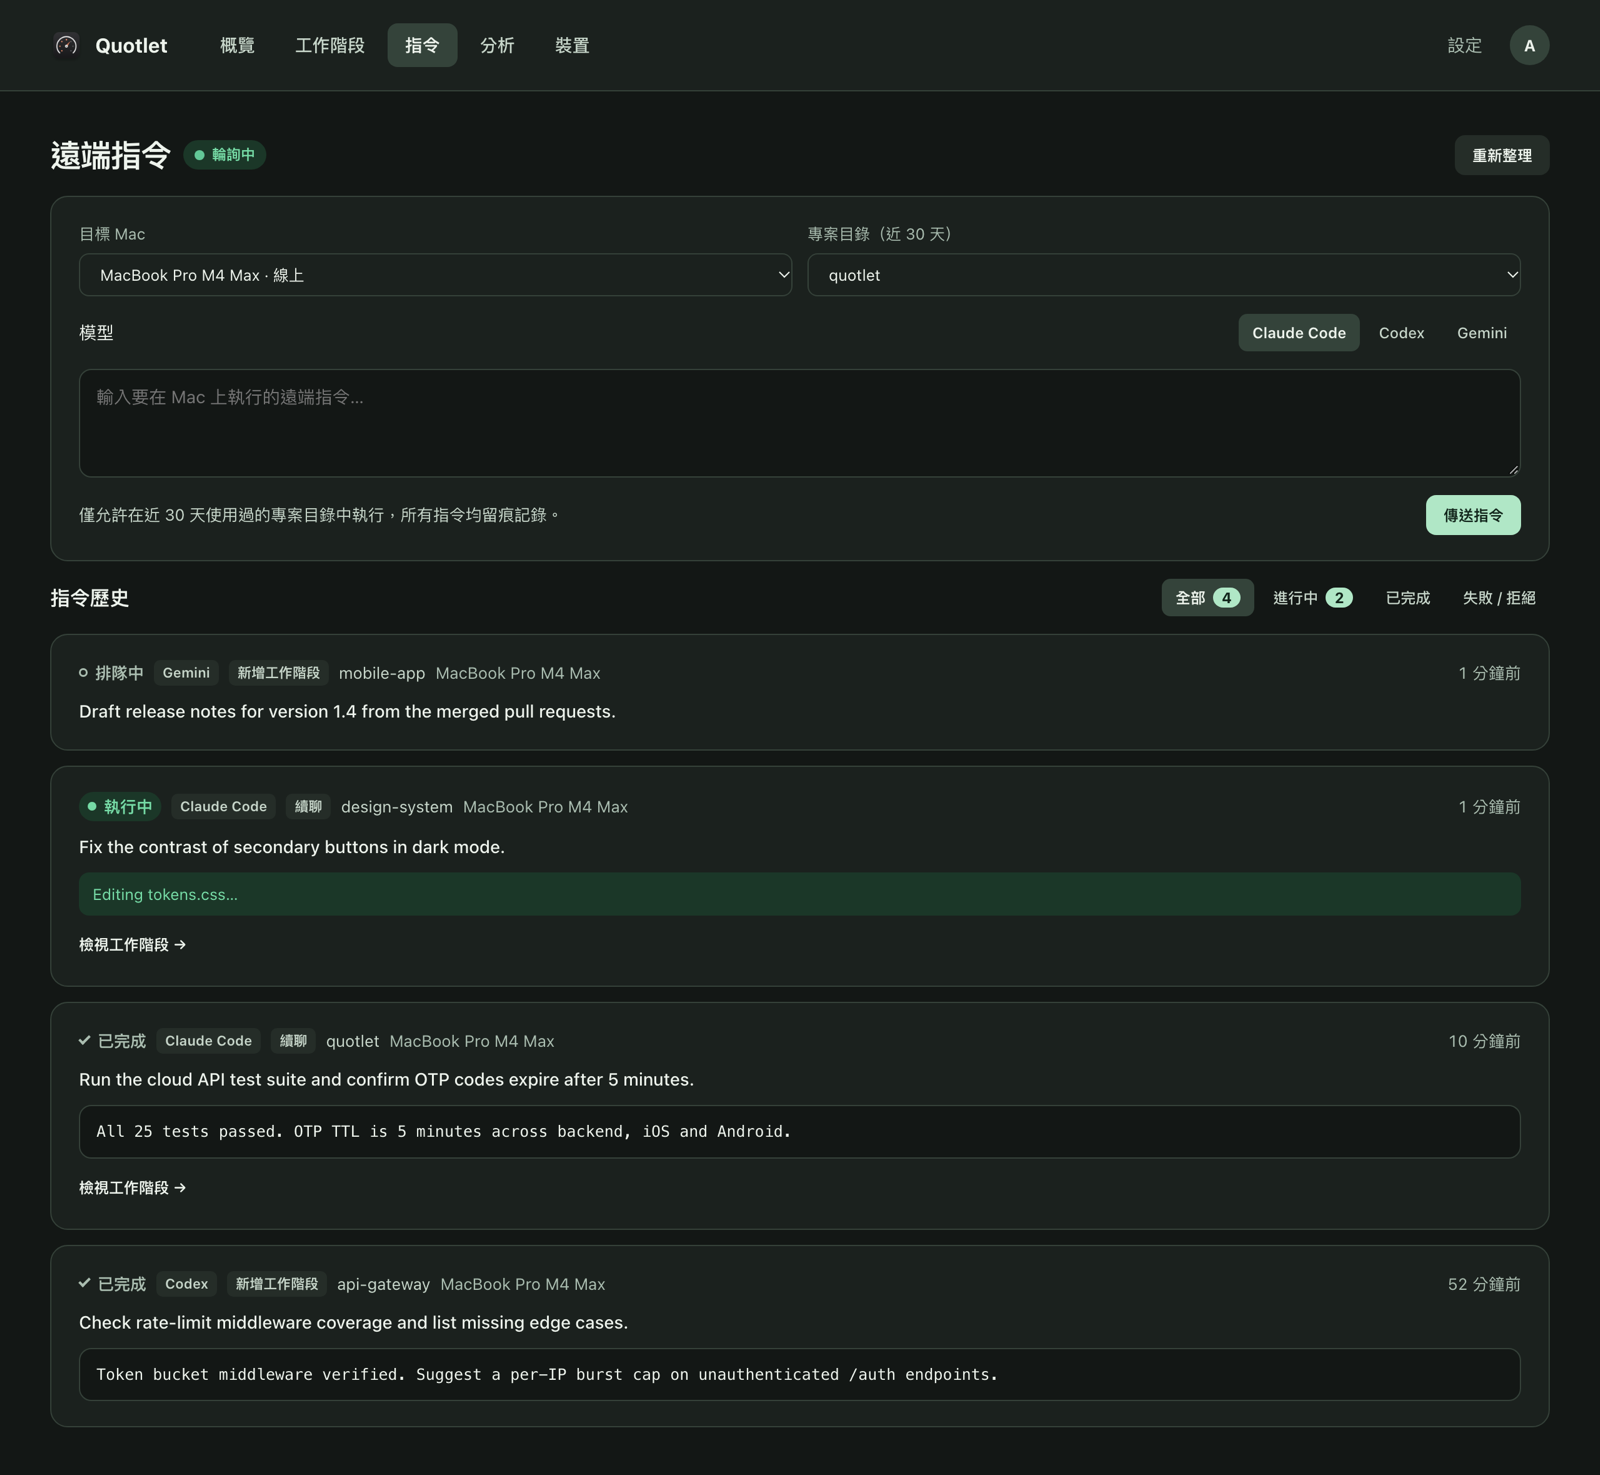 Quotlet 概覽 工作階段 指令 分析 裝置 設定 A
遠端指令 輪詢中 重新整理
目標 Mac 專案目錄（近 30 天）
MacBook Pro M4 Max · 線上 quotlet
模型 Claude Code Codex Gemini
輸入要在 Mac 上執行的遠端指令...
僅允許在近 30 天使用過的專案目錄中執行，所有指令均留痕記錄。 傳送指令
指令歷史 全部 4 進行中 2 已完成 失敗 / 拒絕
排隊中 Gemini 新增工作階段 mobile-app MacBook Pro M4 Max 1 分鐘前
Draft release notes for version 1.4 from the merged pull requests.
執行中 Claude Code 續聊 design-system MacBook Pro M4 Max 1 分鐘前
Fix the contrast of secondary buttons in dark mode.
Editing tokens.css...
檢視工作階段 →
✓ 已完成 Claude Code 續聊 quotlet MacBook Pro M4 Max 10 分鐘前
Run the cloud API test suite and confirm OTP codes expire after 5 minutes.
All 25 tests passed. OTP TTL is 5 minutes across backend, iOS and Android.
檢視工作階段 →
✓ 已完成 Codex 新增工作階段 api-gateway MacBook Pro M4 Max 52 分鐘前
Check rate-limit middleware coverage and list missing edge cases.
Token bucket middleware verified. Suggest a per-IP burst cap on unauthenticated /auth endpoints.